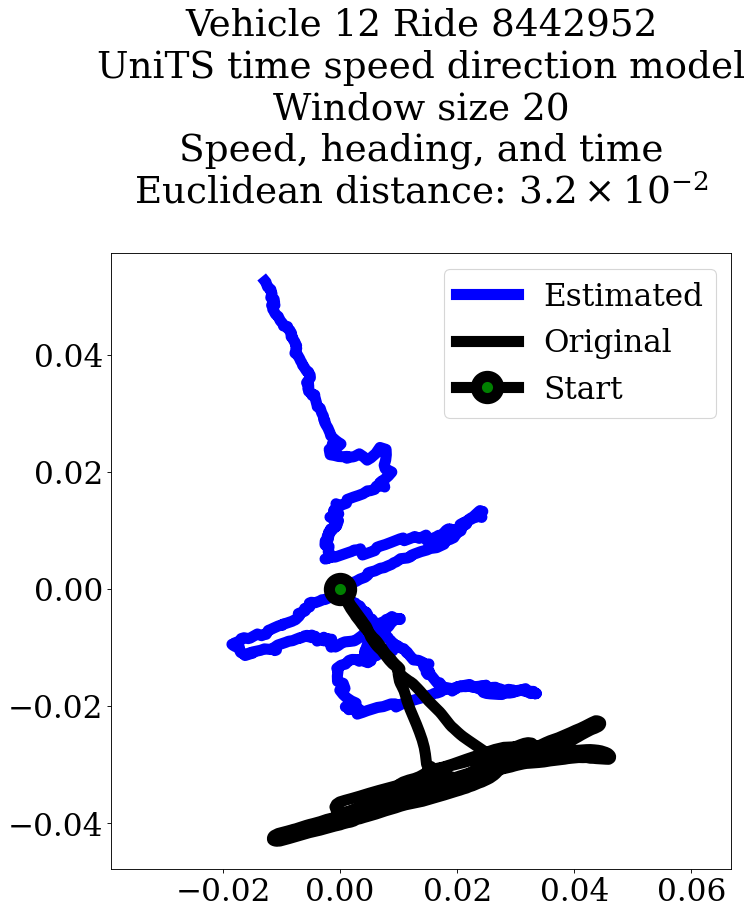 Vehicle 12 Ride 8442952
UniTS time speed direction model
Window size 20
Speed, heading, and time
Euclidean distance: 3.2 × 10⁻²
Estimated
Original
Start
0.04
0.02
0.00
−0.02
−0.04
−0.02 0.00 0.02 0.04 0.06